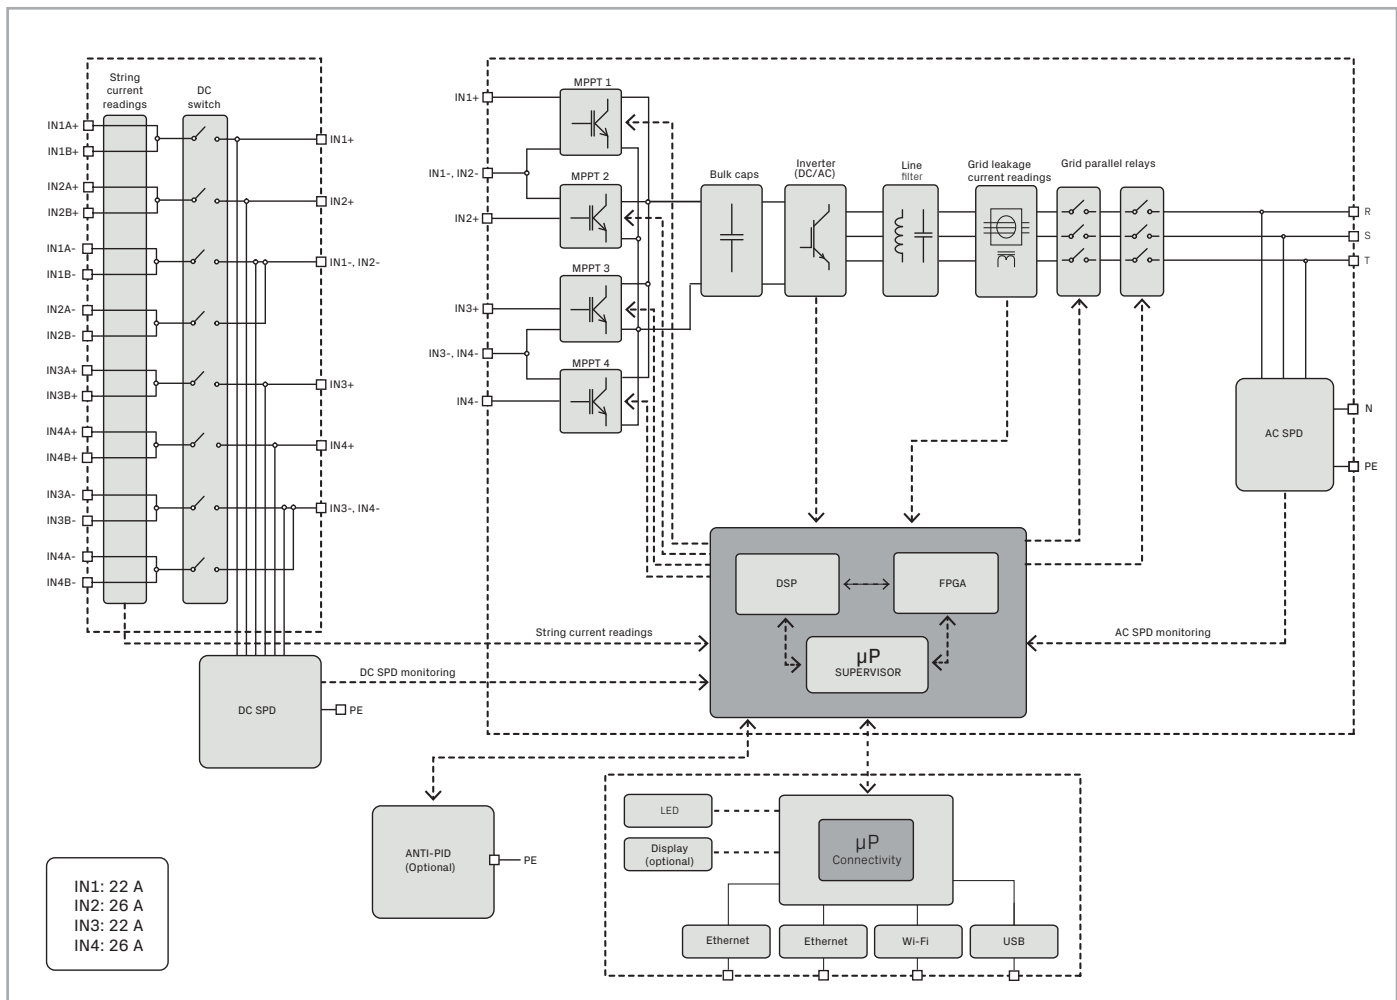 String
current
readings
DC
switch
IN1A+
IN1B+
IN2A+
IN2B+
IN1A-
IN1B-
IN2A-
IN2B-
IN3A+
IN3B+
IN4A+
IN4B+
IN3A-
IN3B-
IN4A-
IN4B-
IN1+
IN2+
IN1-, IN2-
IN3+
IN4+
IN3-, IN4-
DC SPD
PE
MPPT 1
MPPT 2
MPPT 3
MPPT 4
IN1+
IN1-, IN2-
IN2+
IN3+
IN3-, IN4-
IN4-
Bulk caps
Inverter
(DC/AC)
Line
filter
Grid leakage
current readings
Grid parallel relays
R
S
T
AC SPD
N
PE
DSP
FPGA
µP
SUPERVISOR
String current readings
DC SPD monitoring
AC SPD monitoring
ANTI-PID
(Optional)
PE
LED
Display
(optional)
µP
Connectivity
Ethernet
Ethernet
Wi-Fi
USB
IN1: 22 A
IN2: 26 A
IN3: 22 A
IN4: 26 A